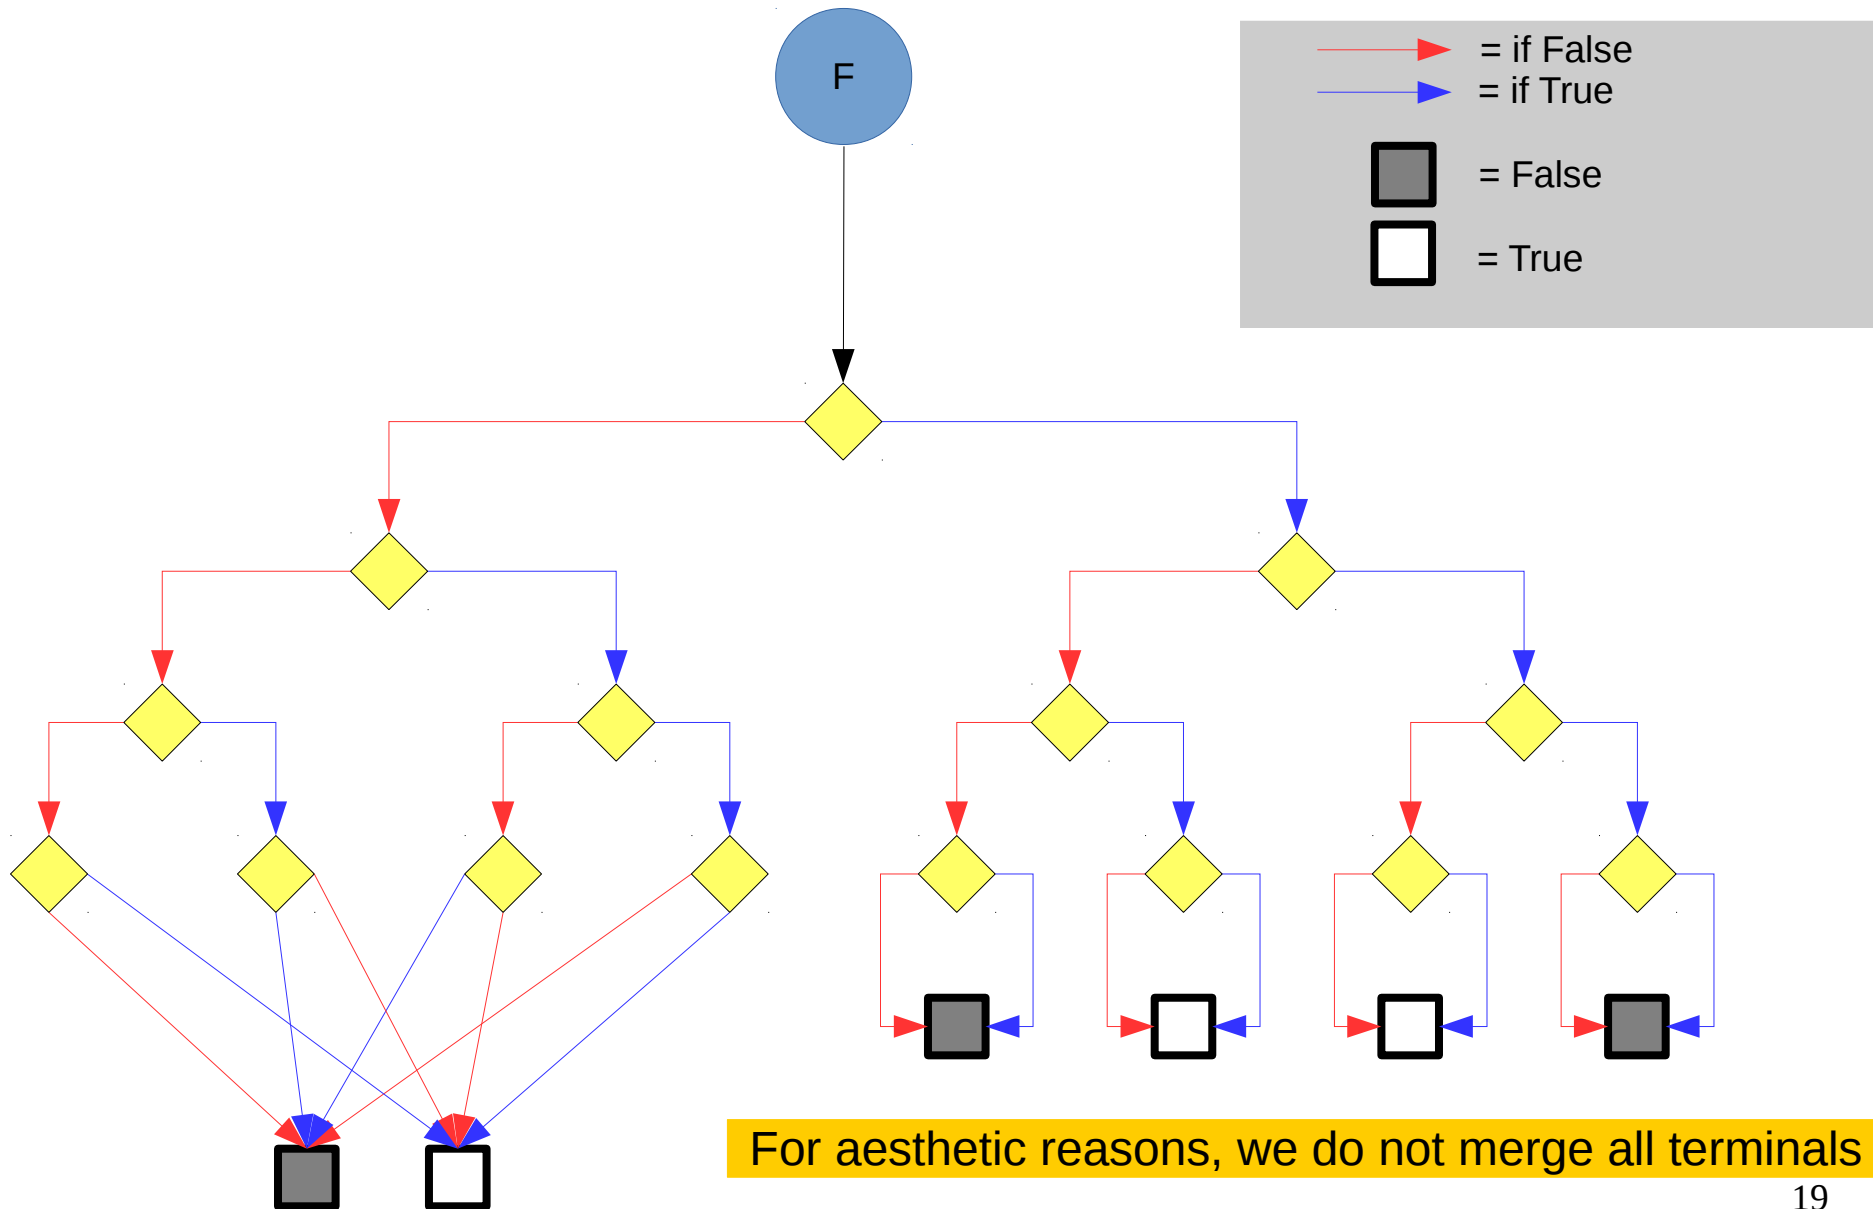 F
= if False
= if True
= False
= True
For aesthetic reasons, we do not merge all terminals
19